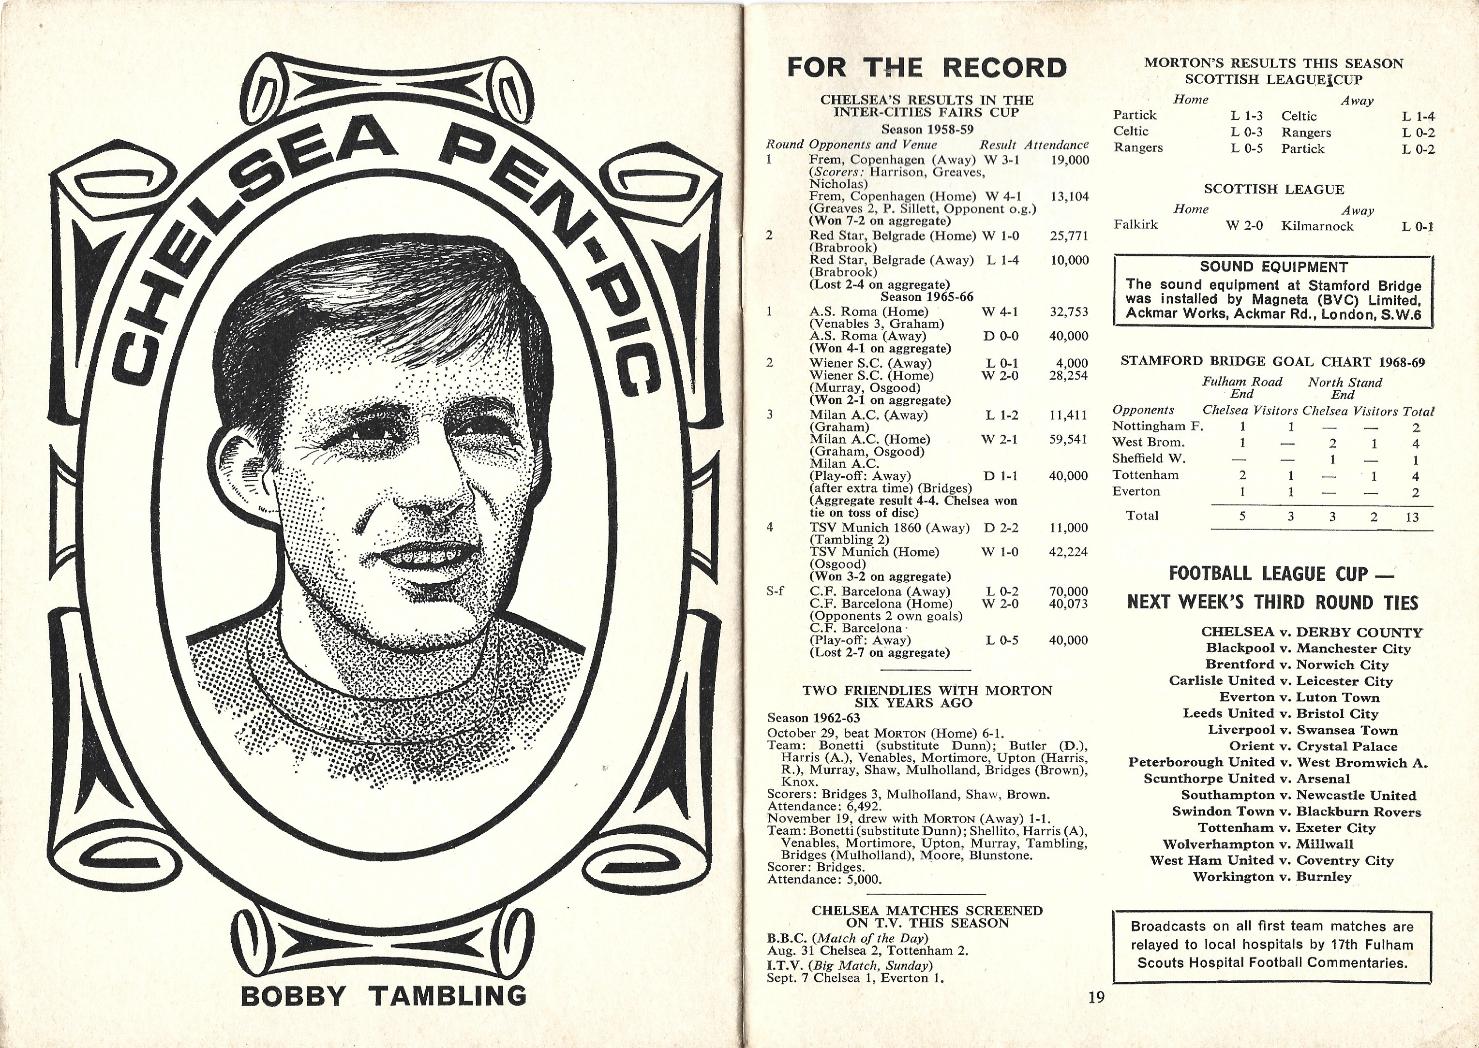 CHELSEA PEN-PIC
BOBBY TAMBLING
FOR THE RECORD
CHELSEA'S RESULTS IN THE
INTER-CITIES FAIRS CUP
Season 1958-59
Round Opponents and Venue Result Attendance
1 Frem, Copenhagen (Away) W 3-1 19,000
(Scorers: Harrison, Greaves,
Nicholas)
Frem, Copenhagen (Home) W 4-1 13,104
(Greaves 2, P. Sillett, Opponent o.g.)
(Won 7-2 on aggregate)
2 Red Star, Belgrade (Home) W 1-0 25,771
(Brabrook)
Red Star, Belgrade (Away) L 1-4 10,000
(Brabrook)
(Lost 2-4 on aggregate)
Season 1965-66
1 A.S. Roma (Home) W 4-1 32,753
(Venables 3, Graham)
A.S. Roma (Away) D 0-0 40,000
(Won 4-1 on aggregate)
2 Wiener S.C. (Away) L 0-1 4,000
Wiener S.C. (Home) W 2-0 28,254
(Murray, Osgood)
(Won 2-1 on aggregate)
3 Milan A.C. (Away) L 1-2 11,411
(Graham)
Milan A.C. (Home) W 2-1 59,541
(Graham, Osgood)
Milan A.C.
(Play-off: Away) D 1-1 40,000
(after extra time) (Bridges)
(Aggregate result 4-4. Chelsea won
tie on toss of disc)
4 TSV Munich 1860 (Away) D 2-2 11,000
(Tambling 2)
TSV Munich (Home) W 1-0 42,224
(Osgood)
(Won 3-2 on aggregate)
S-f C.F. Barcelona (Away) L 0-2 70,000
C.F. Barcelona (Home) W 2-0 40,073
(Opponents 2 own goals)
C.F. Barcelona
(Play-off: Away) L 0-5 40,000
(Lost 2-7 on aggregate)
TWO FRIENDLIES WITH MORTON
SIX YEARS AGO
Season 1962-63
October 29, beat MORTON (Home) 6-1.
Team: Bonetti (substitute Dunn); Butler (D.),
Harris (A.), Venables, Mortimore, Upton (Harris,
R.), Murray, Shaw, Mulholland, Bridges (Brown),
Knox.
Scorers: Bridges 3, Mulholland, Shaw, Brown.
Attendance: 6,492.
November 19, drew with MORTON (Away) 1-1.
Team: Bonetti (substitute Dunn); Shellito, Harris (A),
Venables, Mortimore, Upton, Murray, Tambling,
Bridges (Mulholland), Moore, Blunstone.
Scorer: Bridges.
Attendance: 5,000.
CHELSEA MATCHES SCREENED
ON T.V. THIS SEASON
B.B.C. (Match of the Day)
Aug. 31 Chelsea 2, Tottenham 2.
I.T.V. (Big Match, Sunday)
Sept. 7 Chelsea 1, Everton 1.
MORTON'S RESULTS THIS SEASON
SCOTTISH LEAGUE CUP
Home Away
Partick L 1-3 Celtic L 1-4
Celtic L 0-3 Rangers L 0-2
Rangers L 0-5 Partick L 0-2
SCOTTISH LEAGUE
Home Away
Falkirk W 2-0 Kilmarnock L 0-1
SOUND EQUIPMENT
The sound equipment at Stamford Bridge
was installed by Magneta (BVC) Limited,
Ackmar Works, Ackmar Rd., London, S.W.6
STAMFORD BRIDGE GOAL CHART 1968-69
Fulham Road North Stand
End End
Opponents Chelsea Visitors Chelsea Visitors Total
Nottingham F. 1 1 — — 2
West Brom. 1 — 2 1 4
Sheffield W. — — 1 — 1
Tottenham 2 1 — 1 4
Everton 1 1 — — 2
Total 5 3 3 2 13
FOOTBALL LEAGUE CUP —
NEXT WEEK'S THIRD ROUND TIES
CHELSEA v. DERBY COUNTY
Blackpool v. Manchester City
Brentford v. Norwich City
Carlisle United v. Leicester City
Everton v. Luton Town
Leeds United v. Bristol City
Liverpool v. Swansea Town
Orient v. Crystal Palace
Peterborough United v. West Bromwich A.
Scunthorpe United v. Arsenal
Southampton v. Newcastle United
Swindon Town v. Blackburn Rovers
Tottenham v. Exeter City
Wolverhampton v. Millwall
West Ham United v. Coventry City
Workington v. Burnley
Broadcasts on all first team matches are
relayed to local hospitals by 17th Fulham
Scouts Hospital Football Commentaries.
19